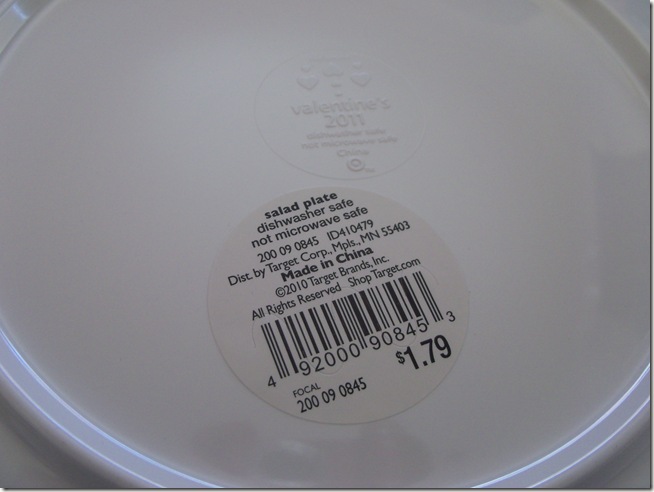 valentine's
2011
dishwasher safe
not microwave safe
China
salad plate
dishwasher safe
not microwave safe
200 09 0845 ID410479
Dist. by Target Corp., Mpls., MN 55403
Made in China
©2010 Target Brands, Inc.
All Rights Reserved Shop Target.com
4 92000 90845 3
$1.79
FOCAL
200 09 0845